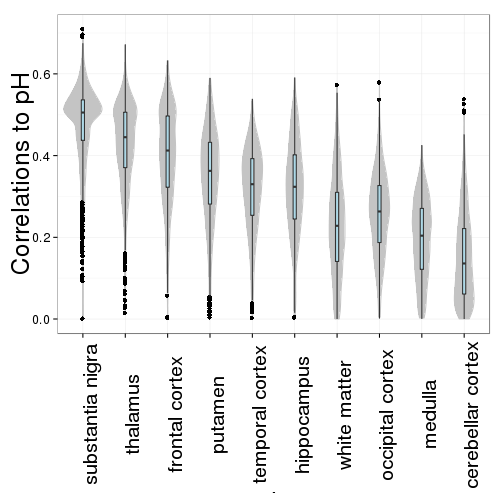 Correlations to pH
0.6
0.4
0.2
0.0
substantia nigra
thalamus
frontal cortex
putamen
temporal cortex
hippocampus
white matter
occipital cortex
medulla
cerebellar cortex